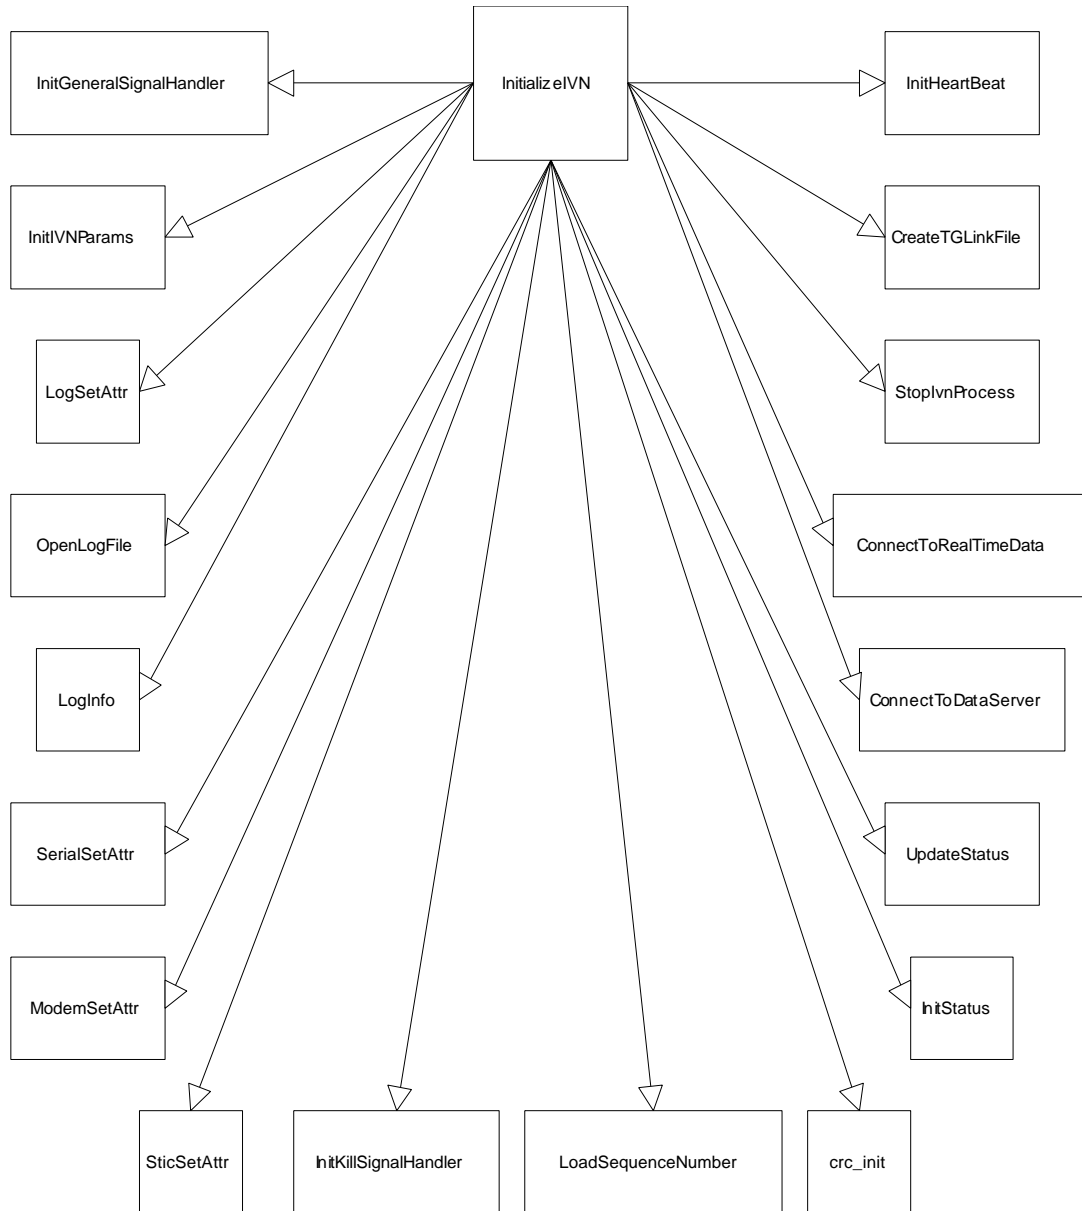 InitGeneralSignalHandler
InitializeIVN
InitHeartBeat
InitIVNParams
CreateTGLinkFile
LogSetAttr
StopIvnProcess
OpenLogFile
ConnectToRealTimeData
LogInfo
ConnectToDataServer
SerialSetAttr
UpdateStatus
ModemSetAttr
InitStatus
SticSetAttr
InitKillSignalHandler
LoadSequenceNumber
crc_init